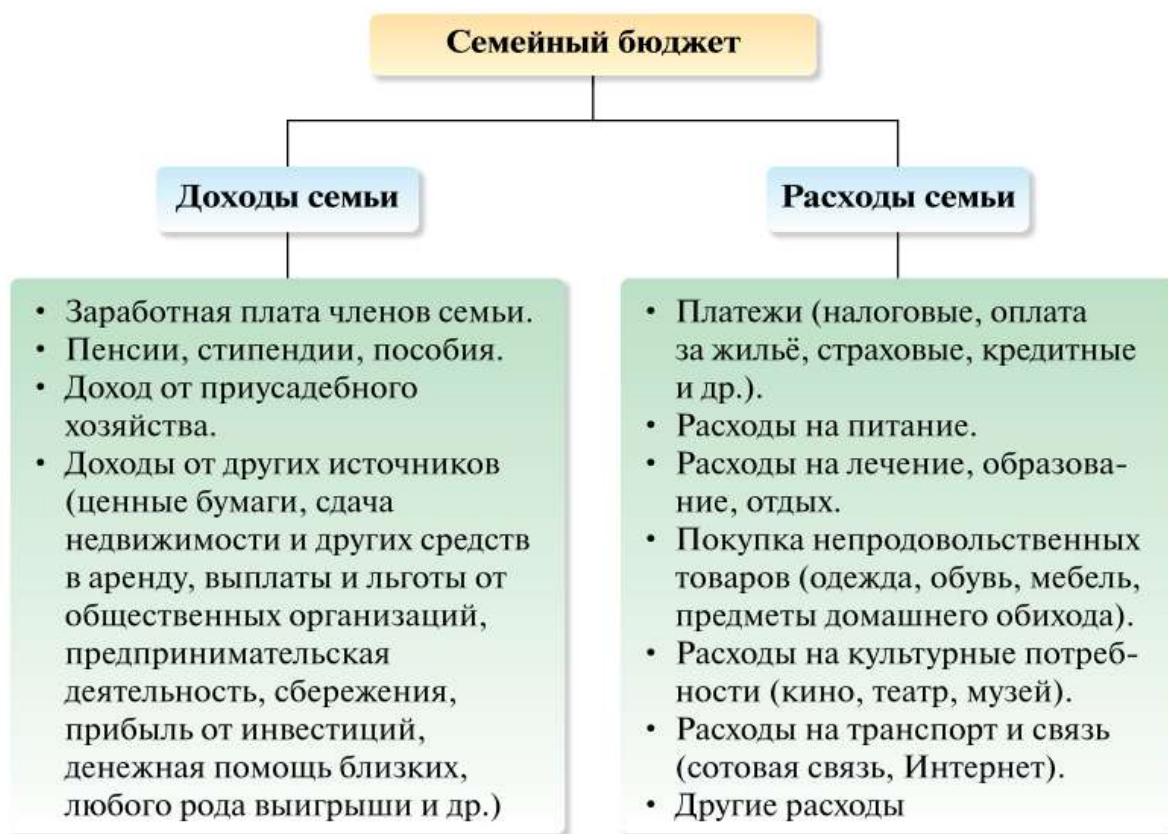 Семейный бюджет
Доходы семьи
• Заработная плата членов семьи.
• Пенсии, стипендии, пособия.
• Доход от приусадебного
хозяйства.
• Доходы от других источников
(ценные бумаги, сдача
недвижимости и других средств
в аренду, выплаты и льготы от
общественных организаций,
предпринимательская
деятельность, сбережения,
прибыль от инвестиций,
денежная помощь близких,
любого рода выигрыши и др.)
Расходы семьи
• Платежи (налоговые, оплата
за жильё, страховые, кредитные
и др.).
• Расходы на питание.
• Расходы на лечение, образова-
ние, отдых.
• Покупка непродовольственных
товаров (одежда, обувь, мебель,
предметы домашнего обихода).
• Расходы на культурные потреб-
ности (кино, театр, музей).
• Расходы на транспорт и связь
(сотовая связь, Интернет).
• Другие расходы